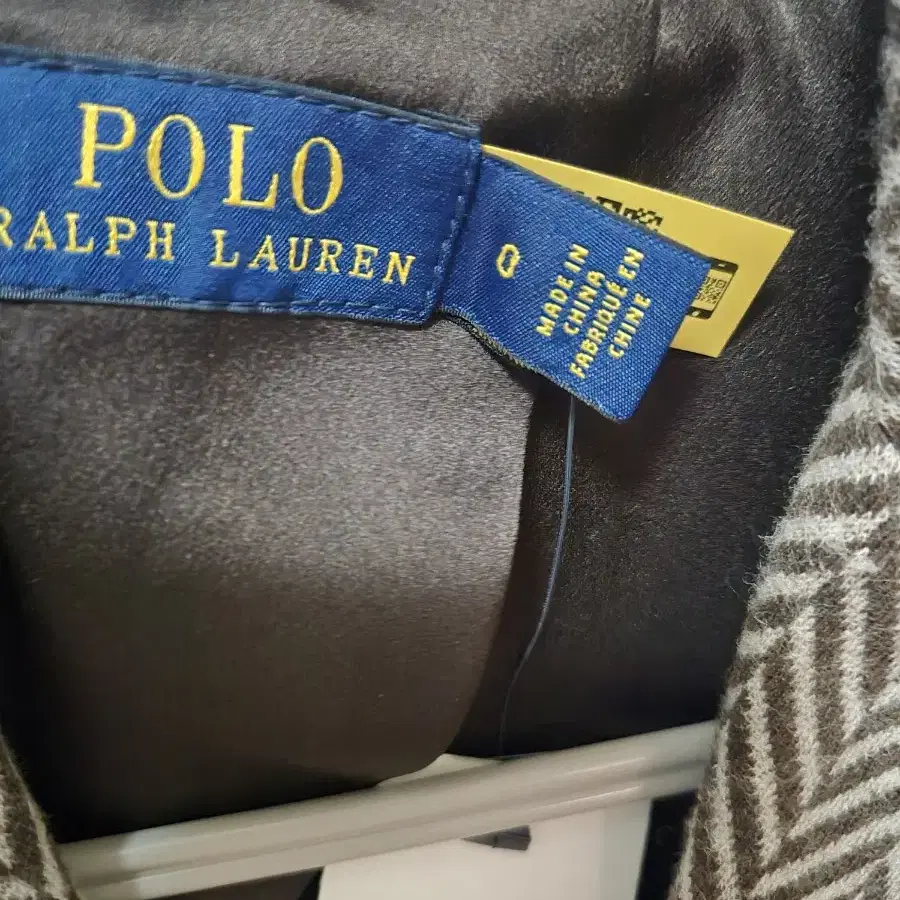 POLO
RALPH LAUREN
0
MADE IN
CHINA
FABRIQUÉ EN
CHINE